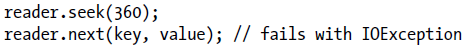 reader.seek(360);
reader.next(key, value); // fails with IOException